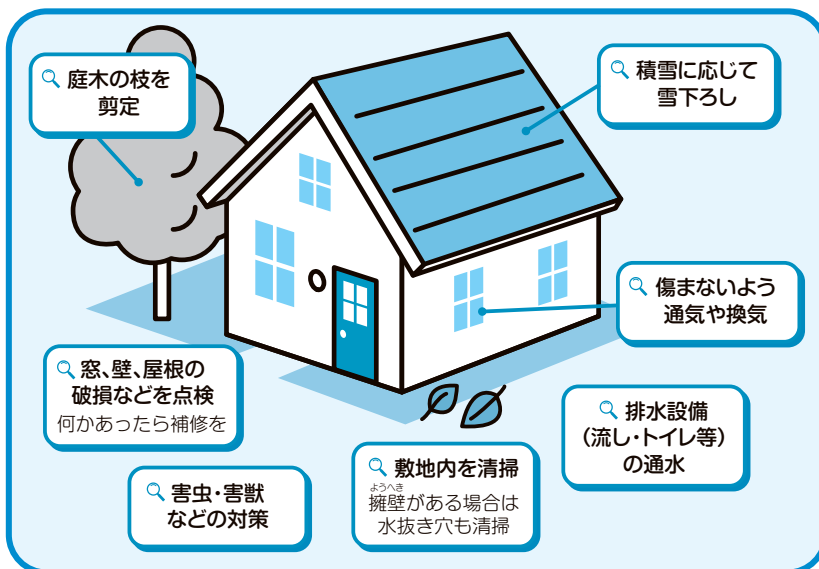 庭木の枝を
剪定
積雪に応じて
雪下ろし
傷まないよう
通気や換気
窓、壁、屋根の
破損などを点検
何かあったら補修を
排水設備
（流し・トイレ等）
の通水
害虫・害獣
などの対策
敷地内を清掃
ようへき
擁壁がある場合は
水抜き穴も清掃